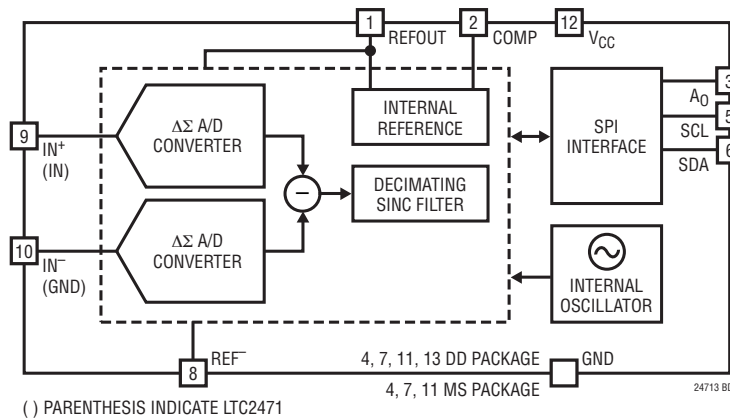 1
REFOUT
2
COMP
12
VCC
9
IN+
(IN)
ΔΣ A/D
CONVERTER
INTERNAL
REFERENCE
SPI
INTERFACE
3
A0
5
SCL
6
SDA
−
DECIMATING
SINC FILTER
10
IN−
(GND)
ΔΣ A/D
CONVERTER
INTERNAL
OSCILLATOR
8
REF−
4, 7, 11, 13 DD PACKAGE
4, 7, 11 MS PACKAGE
GND
24713 BD
( ) PARENTHESIS INDICATE LTC2471